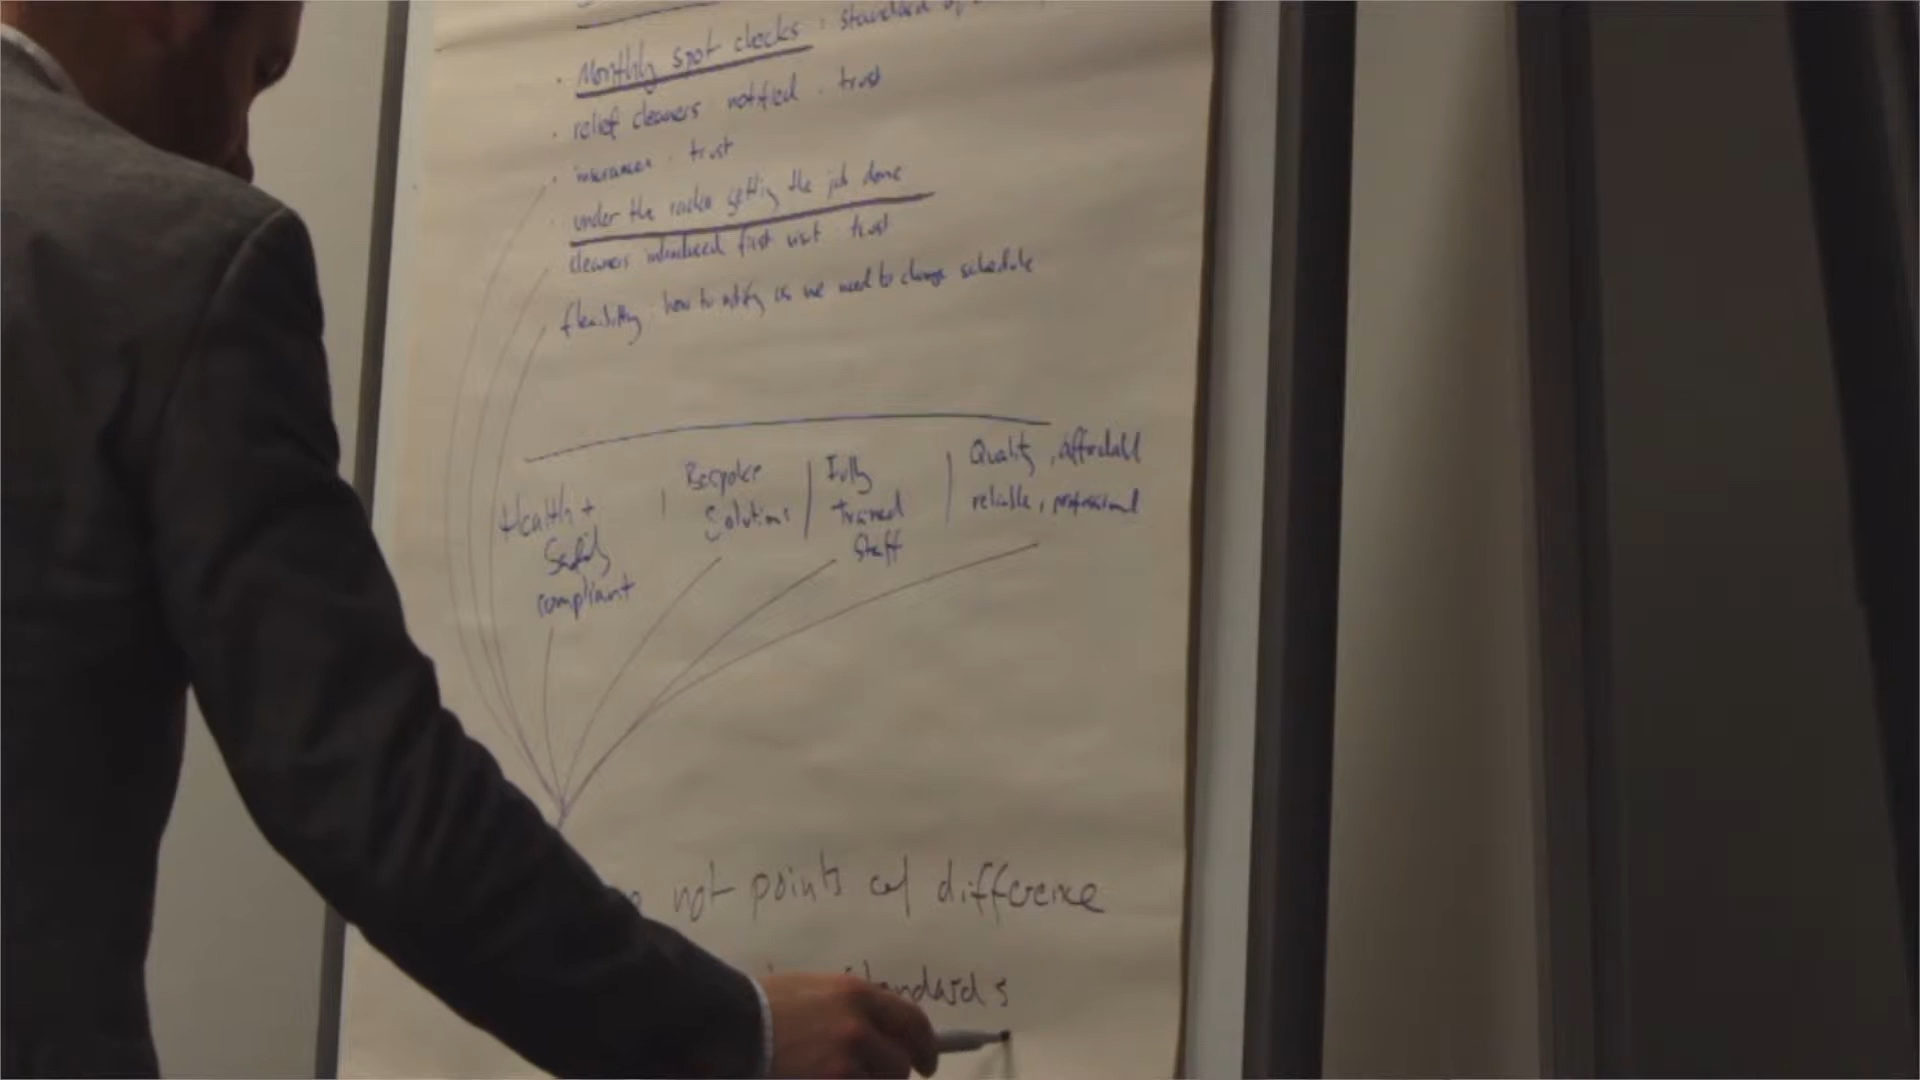 · Monthly spot checks : standard of
· relief cleaners notified . trust
· insurance . trust
· under the radar getting the job done
cleaners introduced first visit trust
flexibility . how to notify us we need to change schedule
Health +
Safety
compliant
Bespoke
Solutions
Fully
Trained
Staff
Quality, affordable
reliable, professional
not points of difference
standards